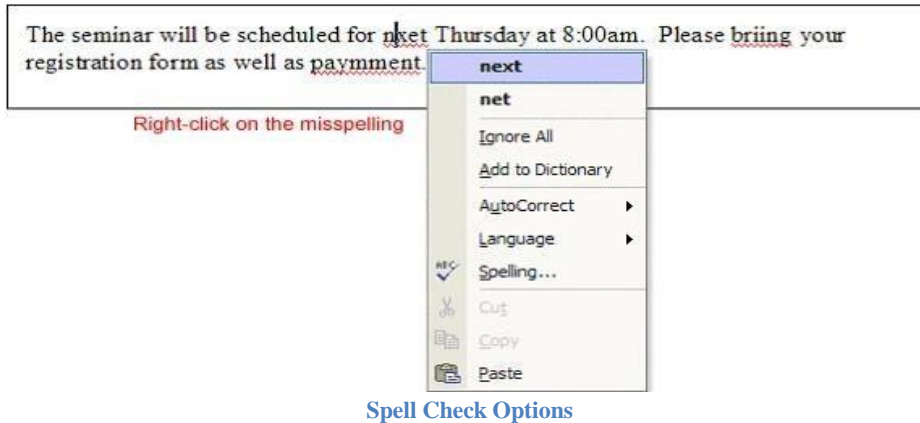 The seminar will be scheduled for nxet Thursday at 8:00am.  Please briing your
registration form as well as paymment.
Right-click on the misspelling
next
net
Ignore All
Add to Dictionary
AutoCorrect
Language
ABC
Spelling...
Cut
Copy
Paste
Spell Check Options